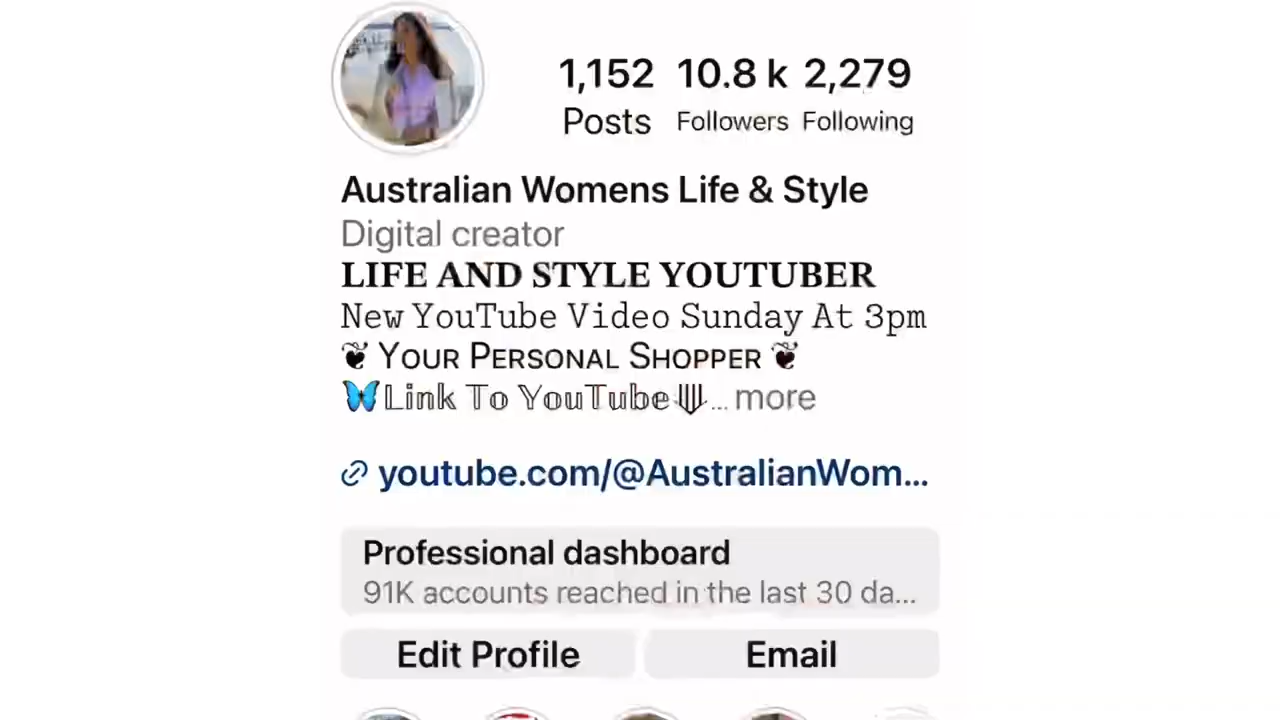 1,152 10.8 k 2,279
Posts Followers Following
Australian Womens Life & Style
Digital creator
LIFE AND STYLE YOUTUBER
New YouTube Video Sunday At 3pm
❦ Your Personal Shopper ❦
🦋Link To YouTube⟱... more
youtube.com/@AustralianWom...
Professional dashboard
91K accounts reached in the last 30 da...
Edit Profile Email